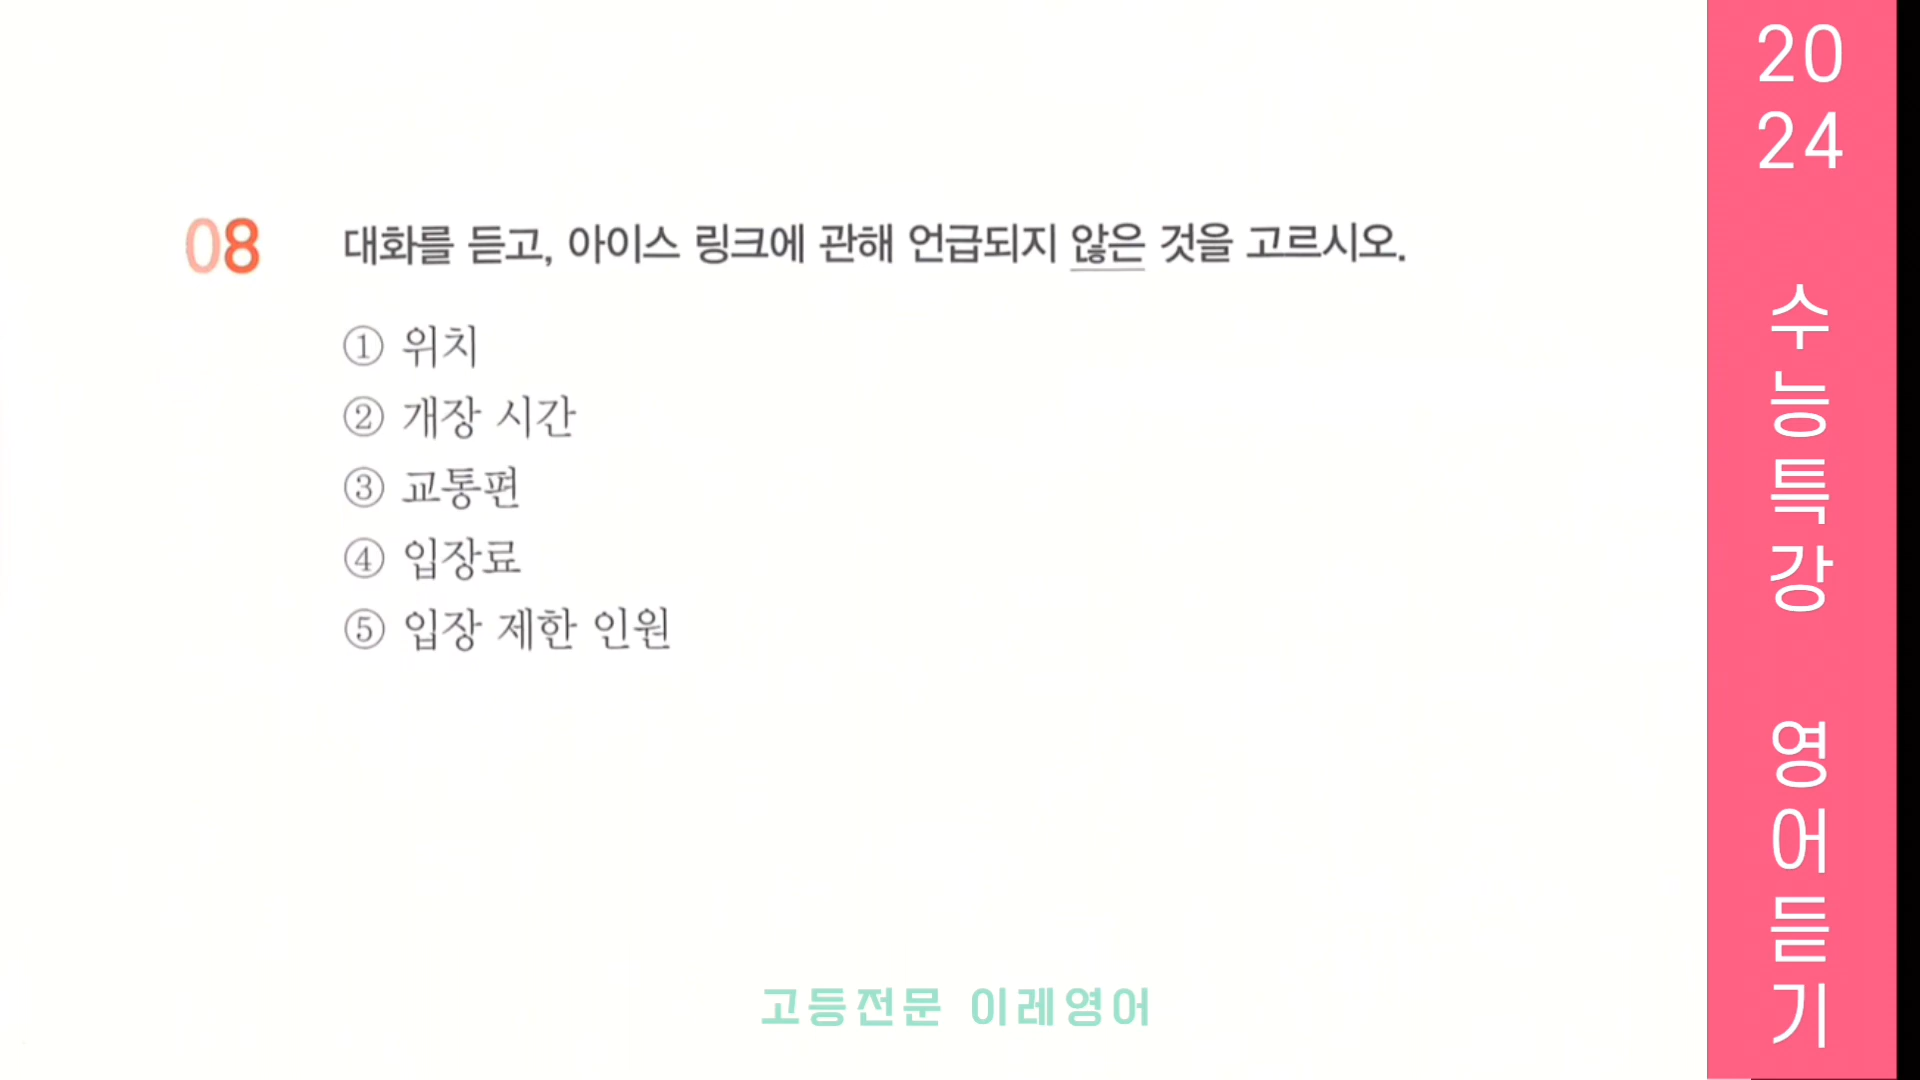 08 대화를 듣고, 아이스 링크에 관해 언급되지 않은 것을 고르시오.
① 위치
② 개장 시간
③ 교통편
④ 입장료
⑤ 입장 제한 인원
고등전문 이레영어
20
24
수능특강
영어듣기